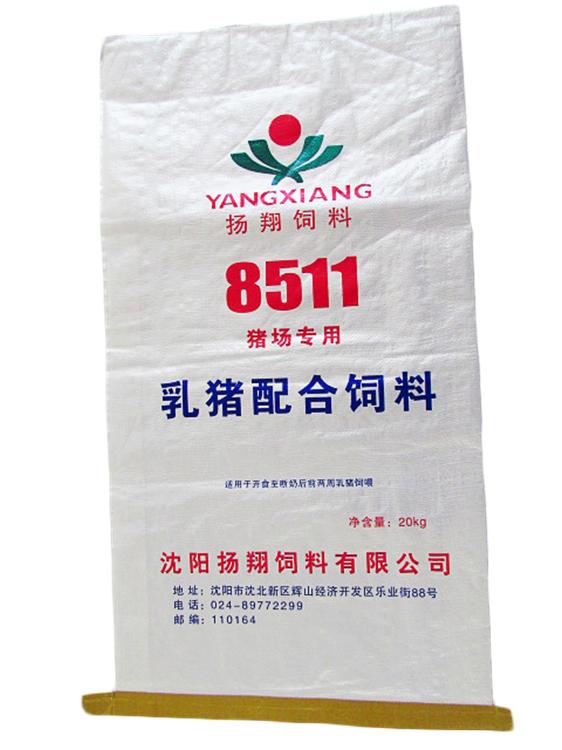 YANGXIANG
扬翔饲料
8511
猪场专用
乳猪配合饲料
适用于开食至断奶后前两周乳猪饲喂
净含量：20kg
沈阳扬翔饲料有限公司
地址：沈阳市沈北新区辉山经济开发区乐业街88号
电话：024-89772299
邮编：110164